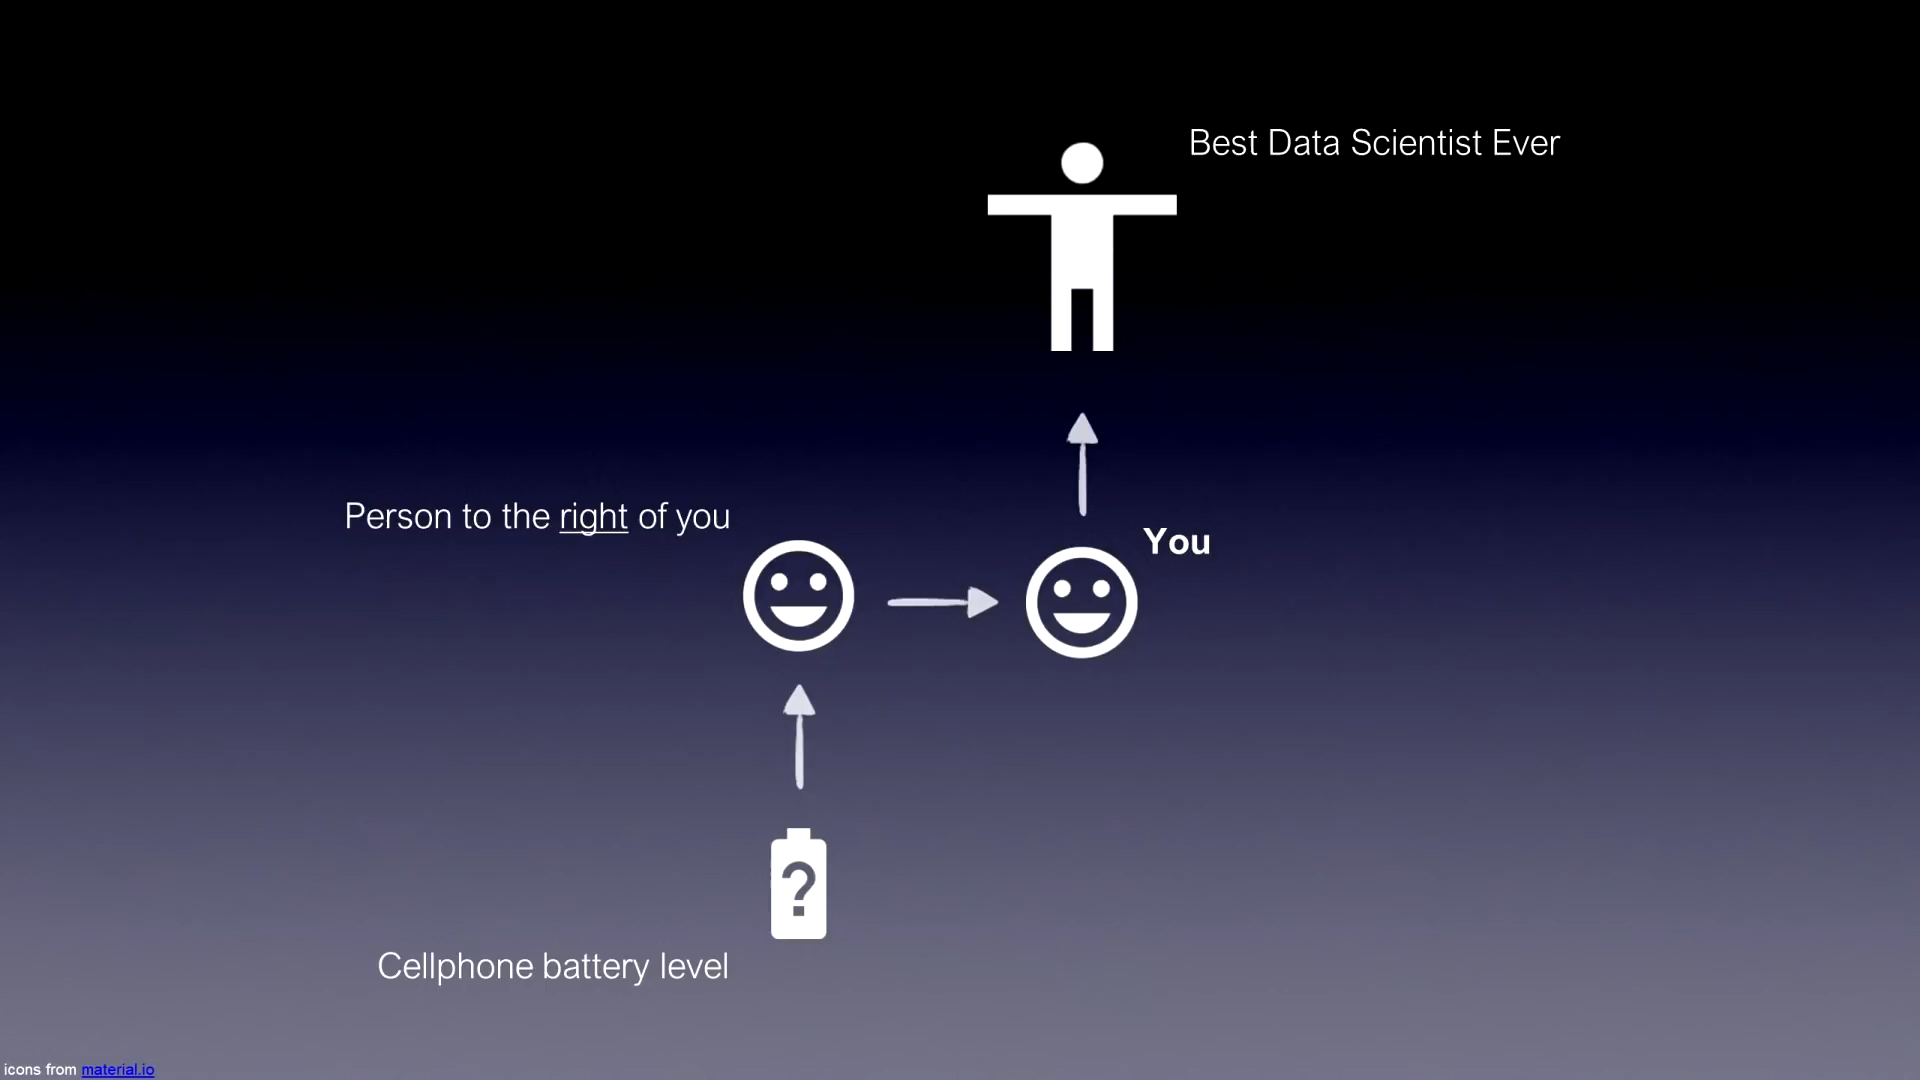 Best Data Scientist Ever
Person to the right of you
You
?
Cellphone battery level
icons from material.io